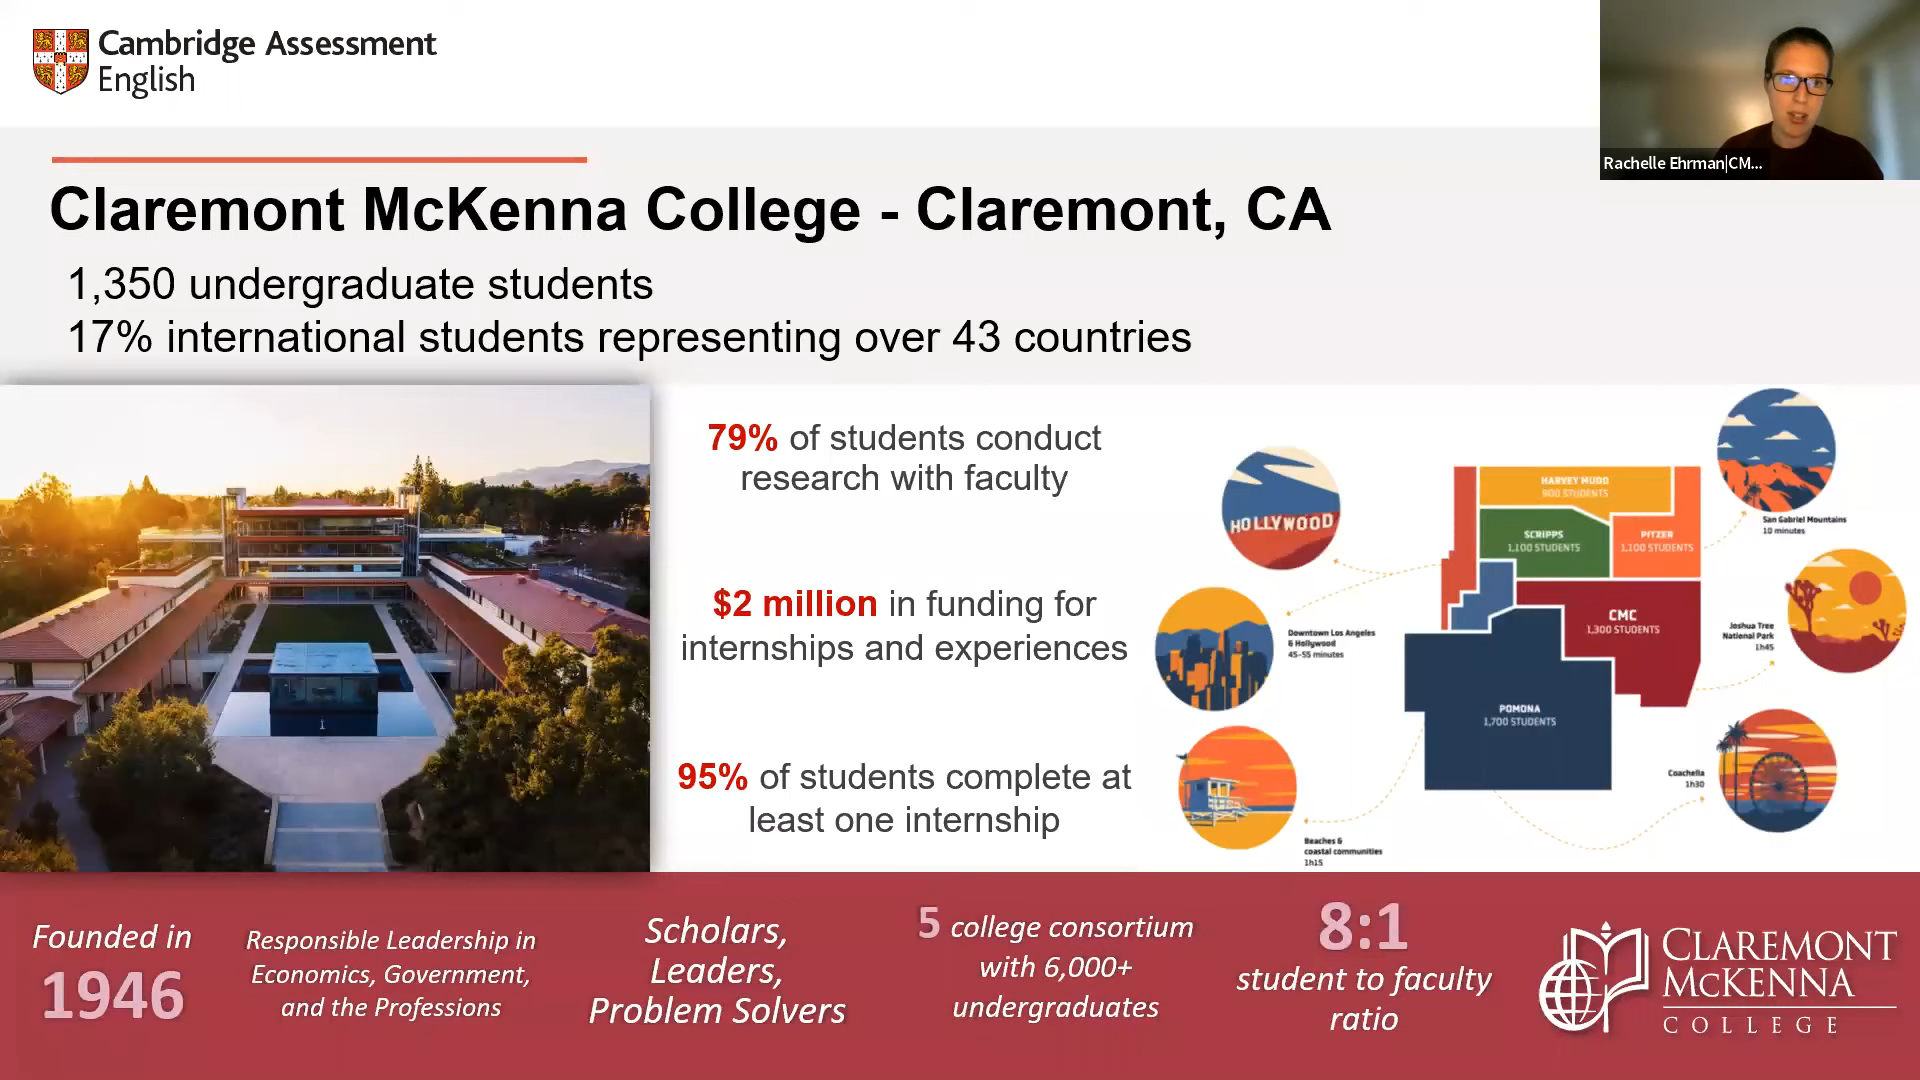 Cambridge Assessment
English
Rachelle Ehrman|CM...
Claremont McKenna College - Claremont, CA
1,350 undergraduate students
17% international students representing over 43 countries
79% of students conduct
research with faculty
$2 million in funding for
internships and experiences
95% of students complete at
least one internship
HOLLYWOOD
Downtown Los Angeles
& Hollywood
45-55 minutes
Beaches &
coastal communities
1h15
HARVEY MUDD
900 STUDENTS
SCRIPPS
1,100 STUDENTS
PITZER
1,100 STUDENTS
CMC
1,300 STUDENTS
POMONA
1,700 STUDENTS
San Gabriel Mountains
10 minutes
Joshua Tree
National Park
1h45
Coachella
1h30
Founded in
1946
Responsible Leadership in
Economics, Government,
and the Professions
Scholars,
Leaders,
Problem Solvers
5 college consortium
with 6,000+
undergraduates
8:1
student to faculty
ratio
CLAREMONT
MCKENNA
COLLEGE